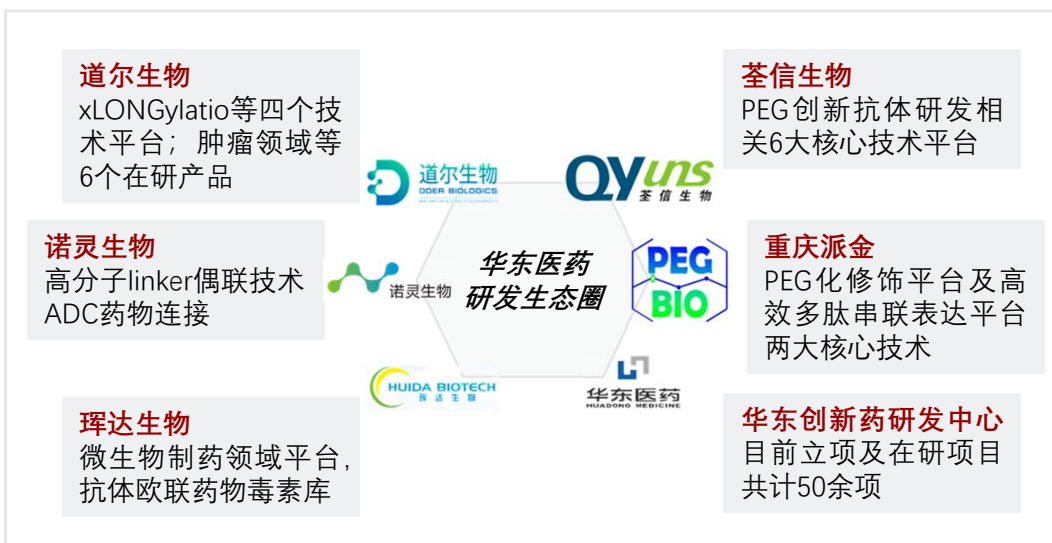 道尔生物
xLONGylatio等四个技
术平台；肿瘤领域等
6个在研产品
荃信生物
PEG创新抗体研发相
关6大核心技术平台
道尔生物
DOER BIOLOGICS
QYuns
荃信生物
诺灵生物
高分子linker偶联技术
ADC药物连接
诺灵生物
华东医药
研发生态圈
PEG
BIO
重庆派金
PEG化修饰平台及高
效多肽串联表达平台
两大核心技术
HUIDA BIOTECH
珲达生物
华东医药
HUADONG MEDICINE
珲达生物
微生物制药领域平台，
抗体欧联药物毒素库
华东创新药研发中心
目前立项及在研项目
共计50余项